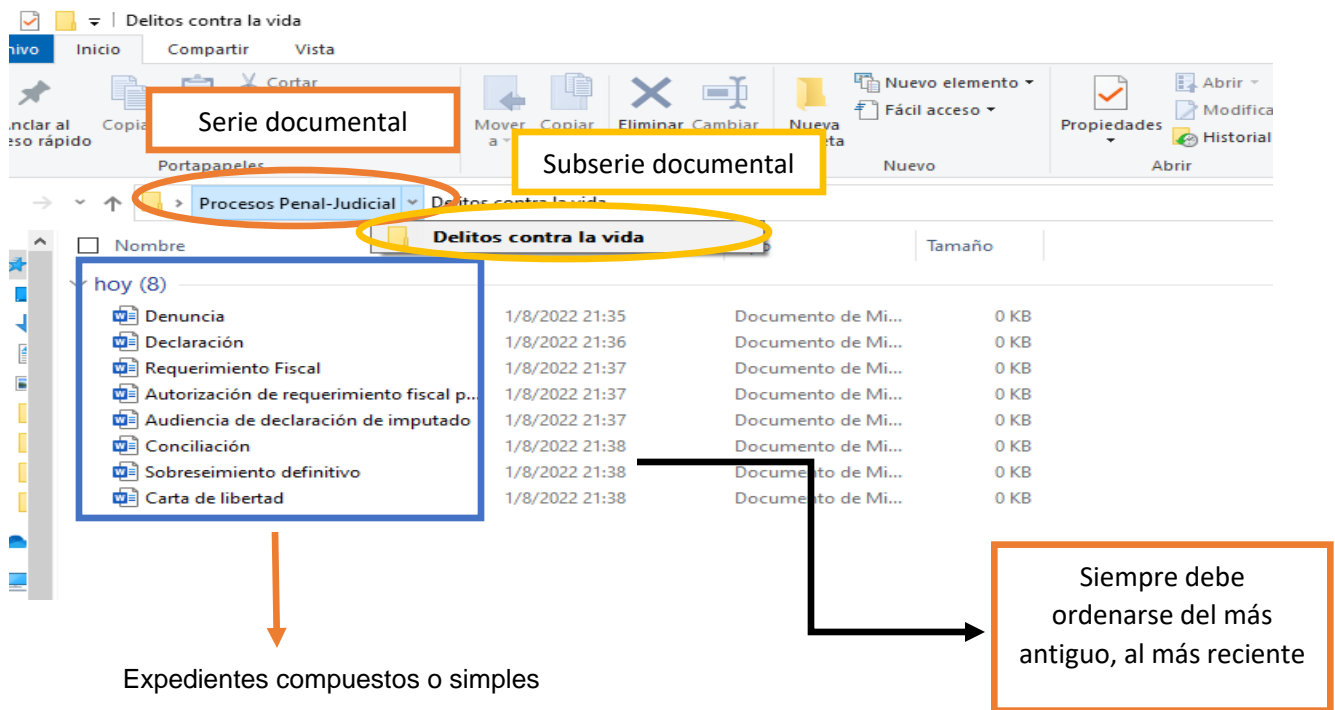 Delitos contra la vida
Inicio Compartir Vista
Cortar
Serie documental
Mover Copiar Eliminar Cambiar Nueva
a
Nuevo elemento
Fácil acceso
Propiedades
Abrir
Historial
Portapapeles
Subserie documental
Nuevo
Abrir
Procesos Penal-Judicial Delitos contra la vida
Nombre
Delitos contra la vida
Tamaño
hoy (8)
Denuncia 1/8/2022 21:35 Documento de Mi... 0 KB
Declaración 1/8/2022 21:36 Documento de Mi... 0 KB
Requerimiento Fiscal 1/8/2022 21:37 Documento de Mi... 0 KB
Autorización de requerimiento fiscal p... 1/8/2022 21:37 Documento de Mi... 0 KB
Audiencia de declaración de imputado 1/8/2022 21:37 Documento de Mi... 0 KB
Conciliación 1/8/2022 21:38 Documento de Mi... 0 KB
Sobreseimiento definitivo 1/8/2022 21:38 Documento de Mi... 0 KB
Carta de libertad 1/8/2022 21:38 Documento de Mi... 0 KB
Siempre debe
ordenarse del más
antiguo, al más reciente
Expedientes compuestos o simples